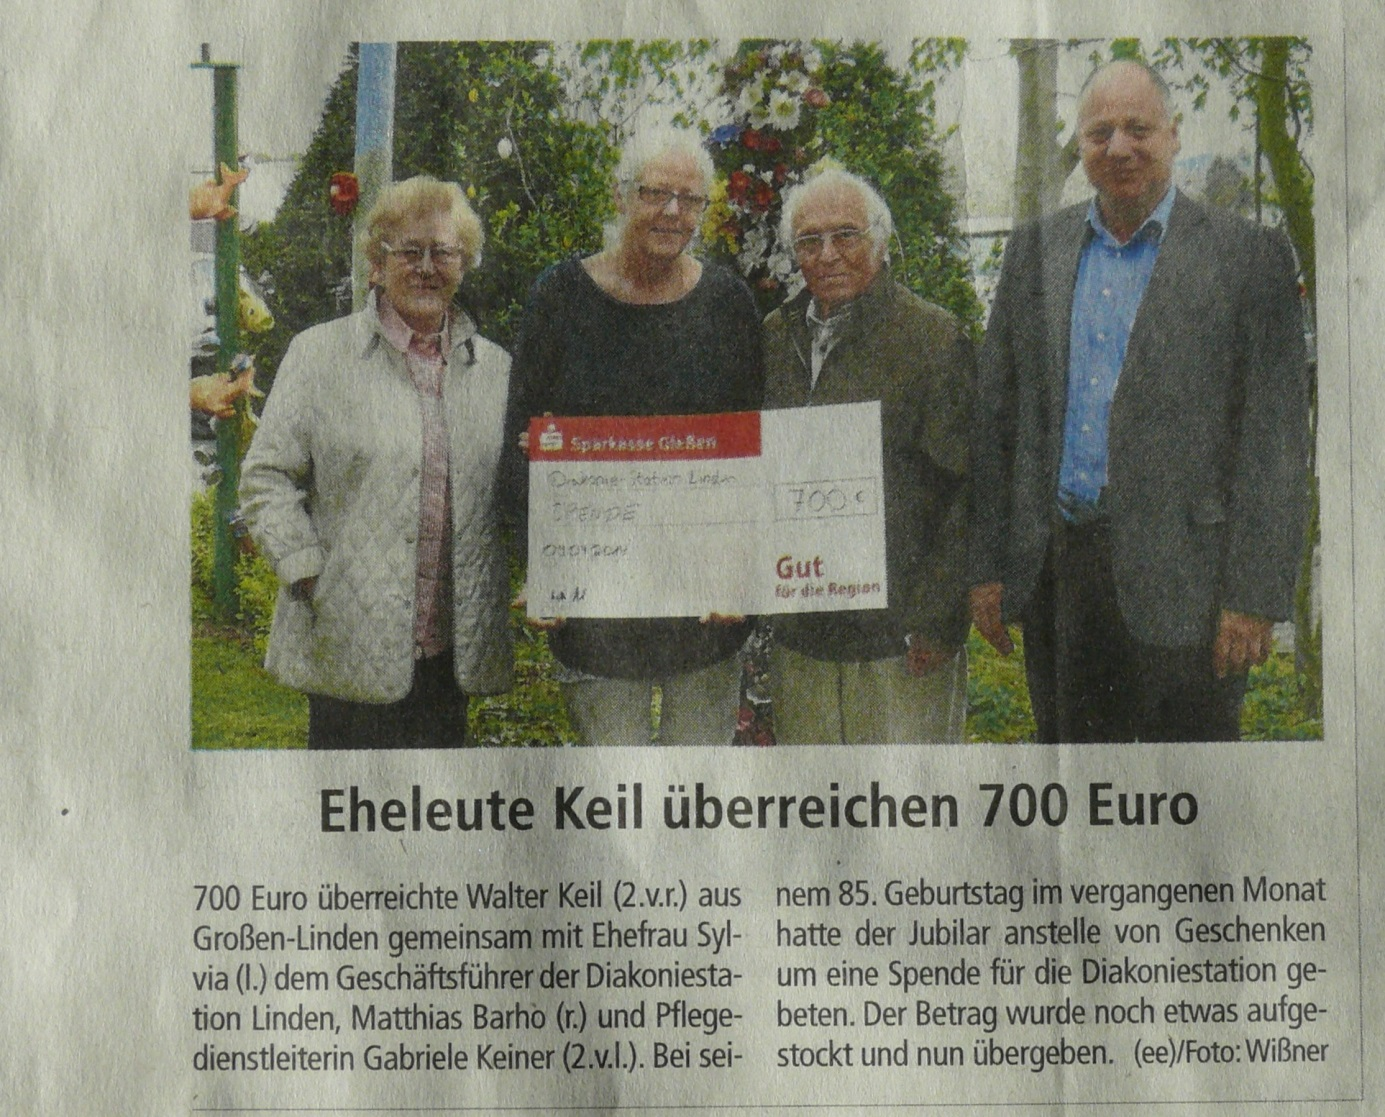 Sparkasse Gießen
Diakonie-Station Linden
700 €
SPENDE
Gut
für die Region
Eheleute Keil überreichen 700 Euro
700 Euro überreichte Walter Keil (2.v.r.) aus
Großen-Linden gemeinsam mit Ehefrau Syl-
via (l.) dem Geschäftsführer der Diakoniesta-
tion Linden, Matthias Barho (r.) und Pflege-
dienstleiterin Gabriele Keiner (2.v.l.). Bei sei-
nem 85. Geburtstag im vergangenen Monat
hatte der Jubilar anstelle von Geschenken
um eine Spende für die Diakoniestation ge-
beten. Der Betrag wurde noch etwas aufge-
stockt und nun übergeben. (ee)/Foto: Wißner